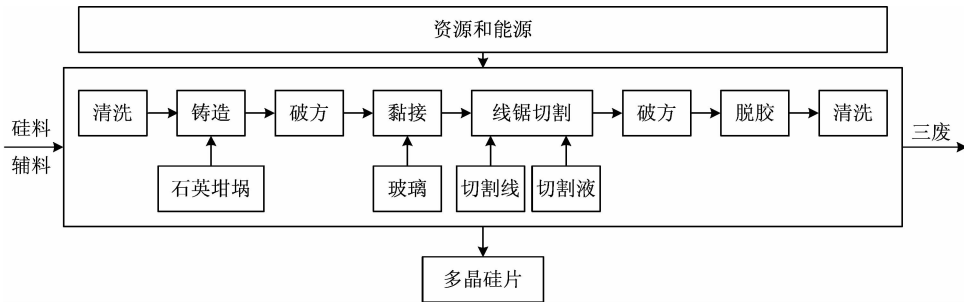 资源和能源
硅料
辅料
清洗
铸造
破方
黏接
线锯切割
破方
脱胶
清洗
石英坩埚
玻璃
切割线
切割液
三废
多晶硅片